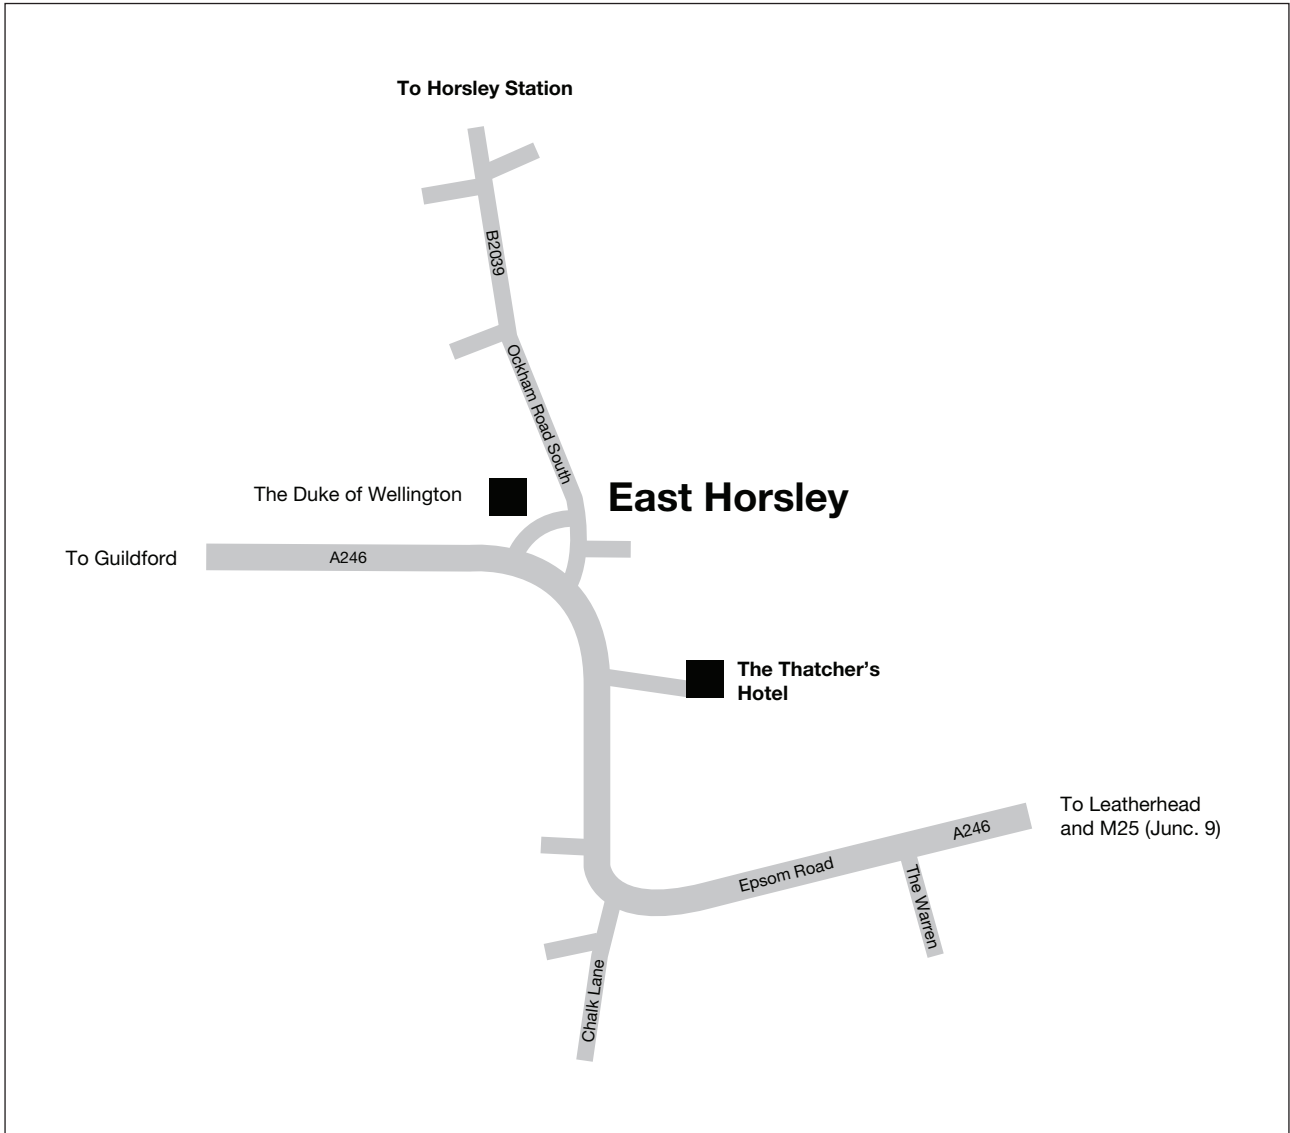 To Horsley Station
B2039
Ockham Road South
The Duke of Wellington
East Horsley
To Guildford
A246
The Thatcher's
Hotel
To Leatherhead
and M25 (Junc. 9)
A246
Epsom Road
The Warren
Chalk Lane